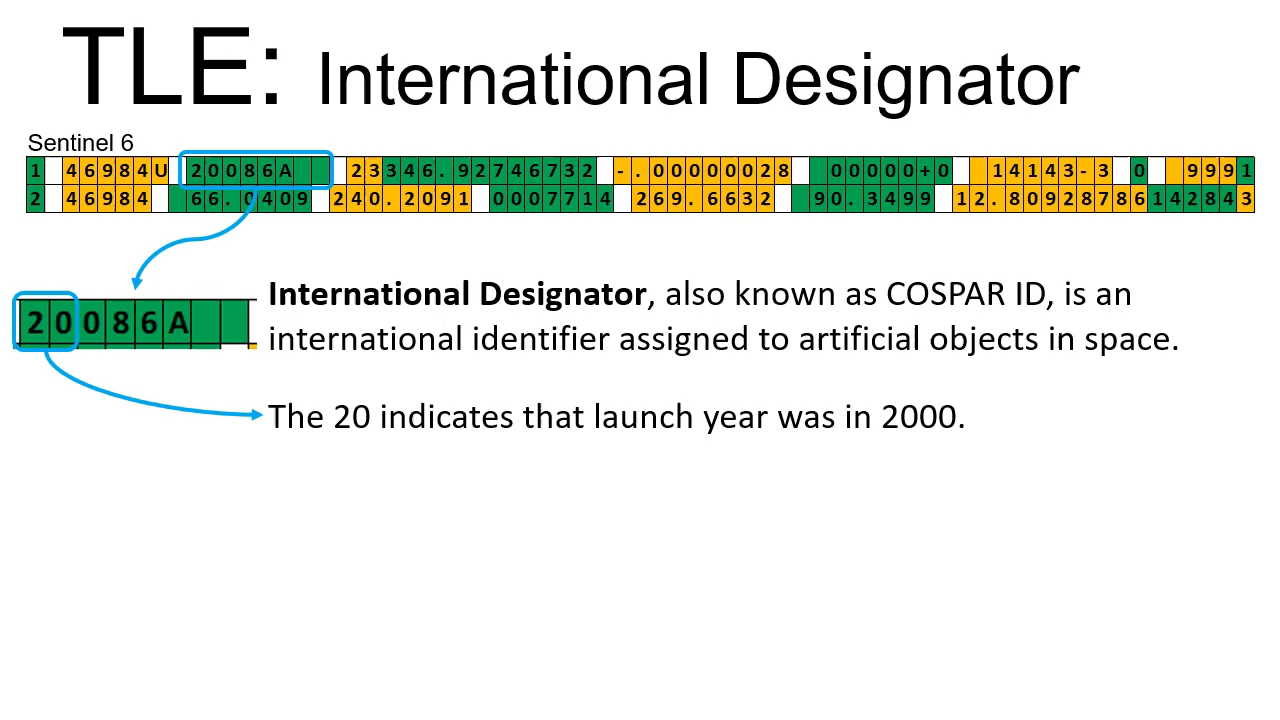 TLE: International Designator
Sentinel 6
1 46984U 20086A 23346.92746732 -.00000028 00000+0 14143-3 0 9991
2 46984 66.0409 240.2091 0007714 269.6632 90.3499 12.80928786142843
20086A
International Designator, also known as COSPAR ID, is an
international identifier assigned to artificial objects in space.
The 20 indicates that launch year was in 2000.